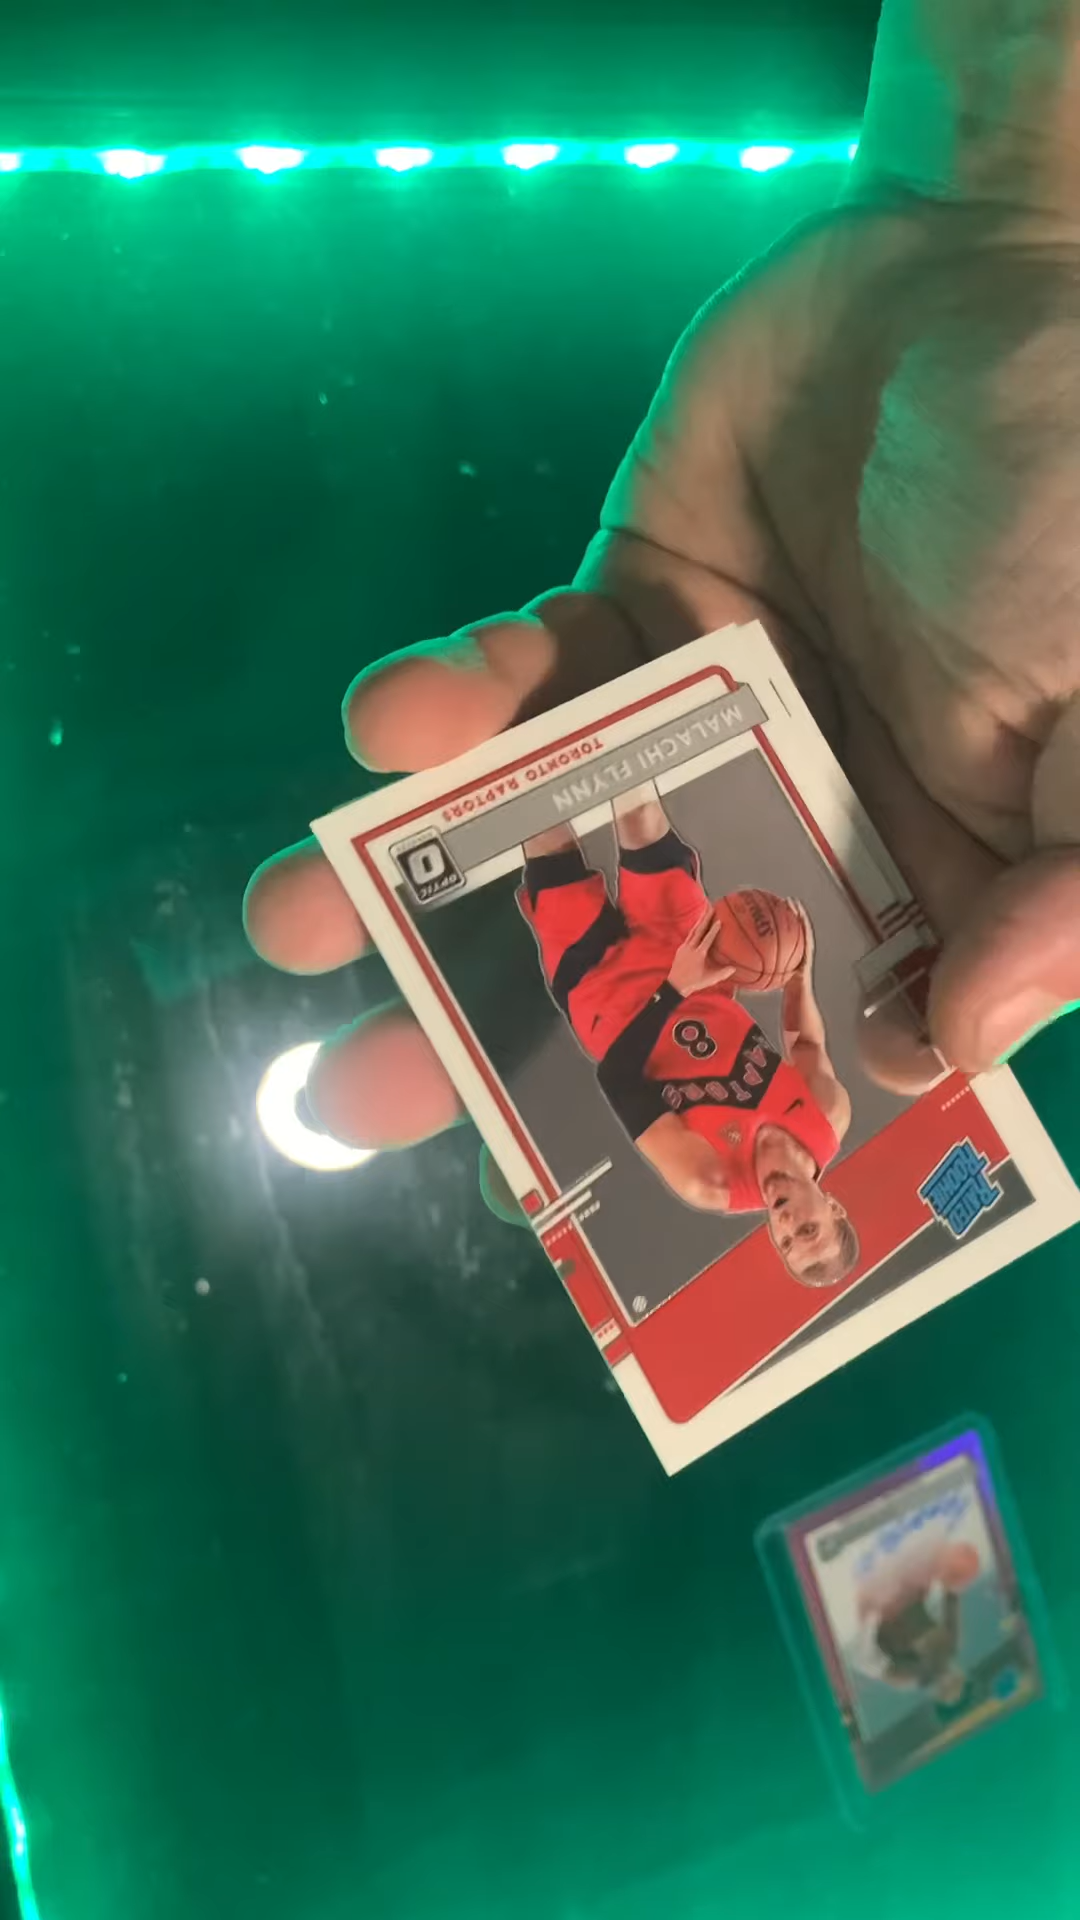 RATED
ROOKIE
RAPTORS
8
SPALDING
OPTIC
MALACHI FLYNN
TORONTO RAPTORS